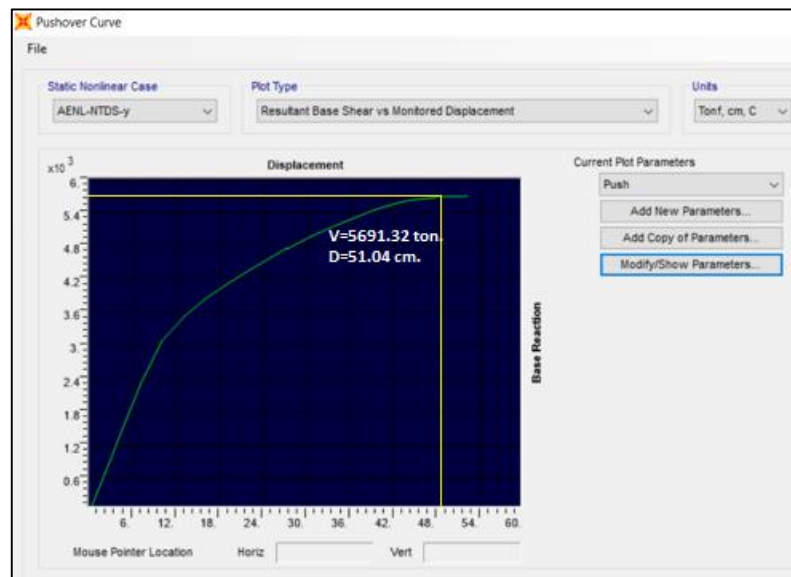 Pushover Curve
File
Static Nonlinear Case
Plot Type
Units
AENL-NTDS-y
Resultant Base Shear vs Monitored Displacement
Tonf, cm, C
Displacement
Current Plot Parameters
x10 3
Push
6.
5.4
4.8
4.2
3.6
3.
2.4
1.8
1.2
0.6
V=5691.32 ton.
D=51.04 cm.
Add New Parameters...
Add Copy of Parameters...
Modify/Show Parameters...
Base Reaction
6. 12. 18. 24. 30. 36. 42. 48. 54. 60.
Mouse Pointer Location Horiz Vert